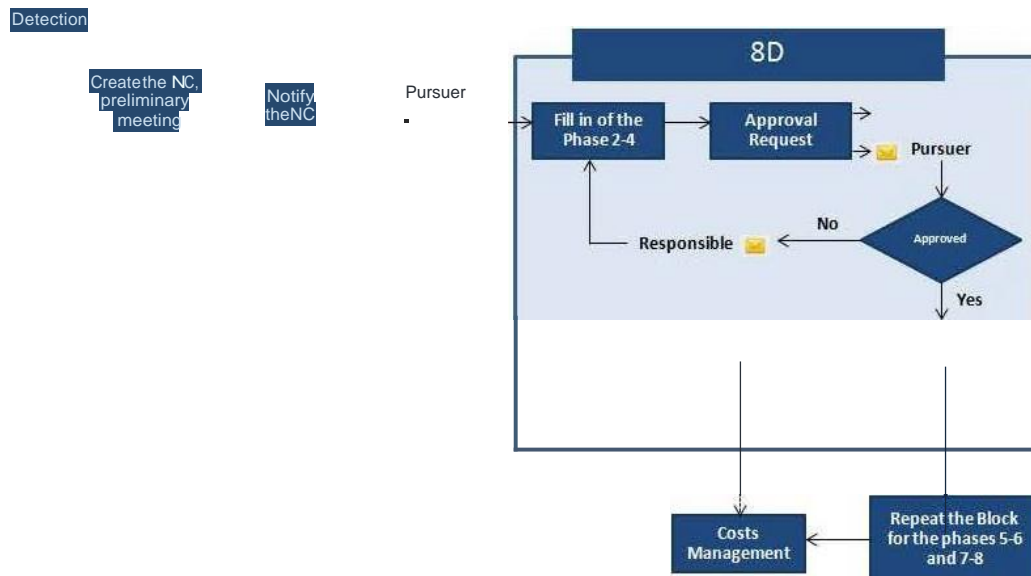 Detection
Createthe NC,
preliminary
meeting
Notify
theNC
Pursuer
8D
Fill in of the
Phase 2-4
Approval
Request
Pursuer
Approved
No
Responsible
Yes
Costs
Management
Repeat the Block
for the phases 5-6
and 7-8